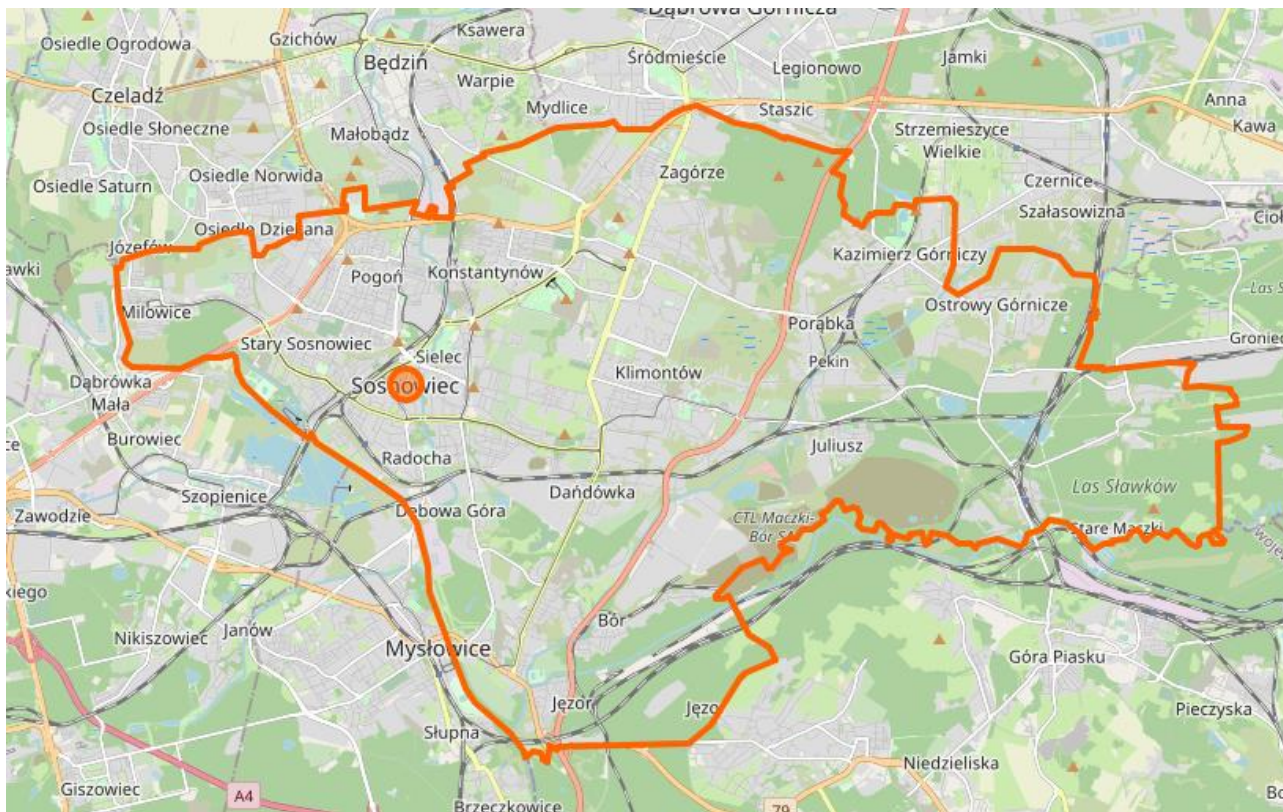 Dąbrowa Górnicza
Osiedle Ogrodowa
Gzichów
Ksawera
Będzin
Śródmieście
Legionowo
Jamki
Warpie
Czeladź
Mydlice
Staszic
Anna
Kawa
Osiedle Słoneczne
Małobądz
Strzemieszyce
Wielkie
Osiedle Saturn
Osiedle Norwida
Zagórze
Czernice
Szałasowizna
Józefów
Osiedle Dziekana
Pogoń
Konstantynów
Kazimierz Górniczy
Milowice
Ostrowy Górnicze
Porąbka
Stary Sosnowiec
Sielec
Pekin
Dąbrówka
Mała
Sosnowiec
Klimontów
Burowiec
Juliusz
Radocha
Szopienice
Dańdówka
Las Sławków
Zawodzie
Dębowa Góra
CTL Maczki-
Bór SA
Stare Maczki
Bór
Nikiszowiec
Janów
Mysłowice
Góra Piasku
Jęzor
Słupna
Pieczyska
Niedzieliska
Giszowiec
A4
Brzęczkowice
79